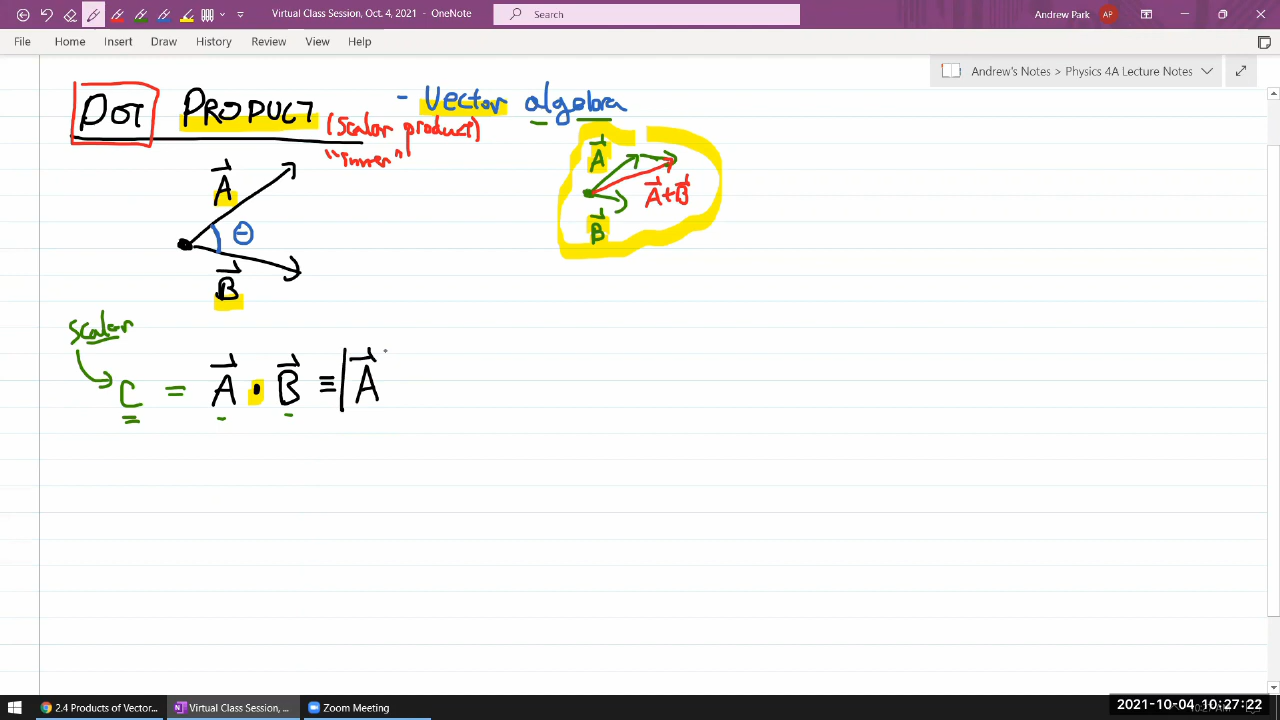 Virtual Class Session, Oct. 4, 2021 - OneNote
Search
Andrew Park
AP
File Home Insert Draw History Review View Help
Andrew's Notes > Physics 4A Lecture Notes
DOT PRODUCT - Vector algebra
(Scalar product)
"inner"
A⃗
θ
B⃗
A⃗
A⃗+B⃗
B⃗
scalar
C = A⃗ · B⃗ ≡ |A⃗
2.4 Products of Vector...
Virtual Class Session, ...
Zoom Meeting
2021-10-04 10:27:22